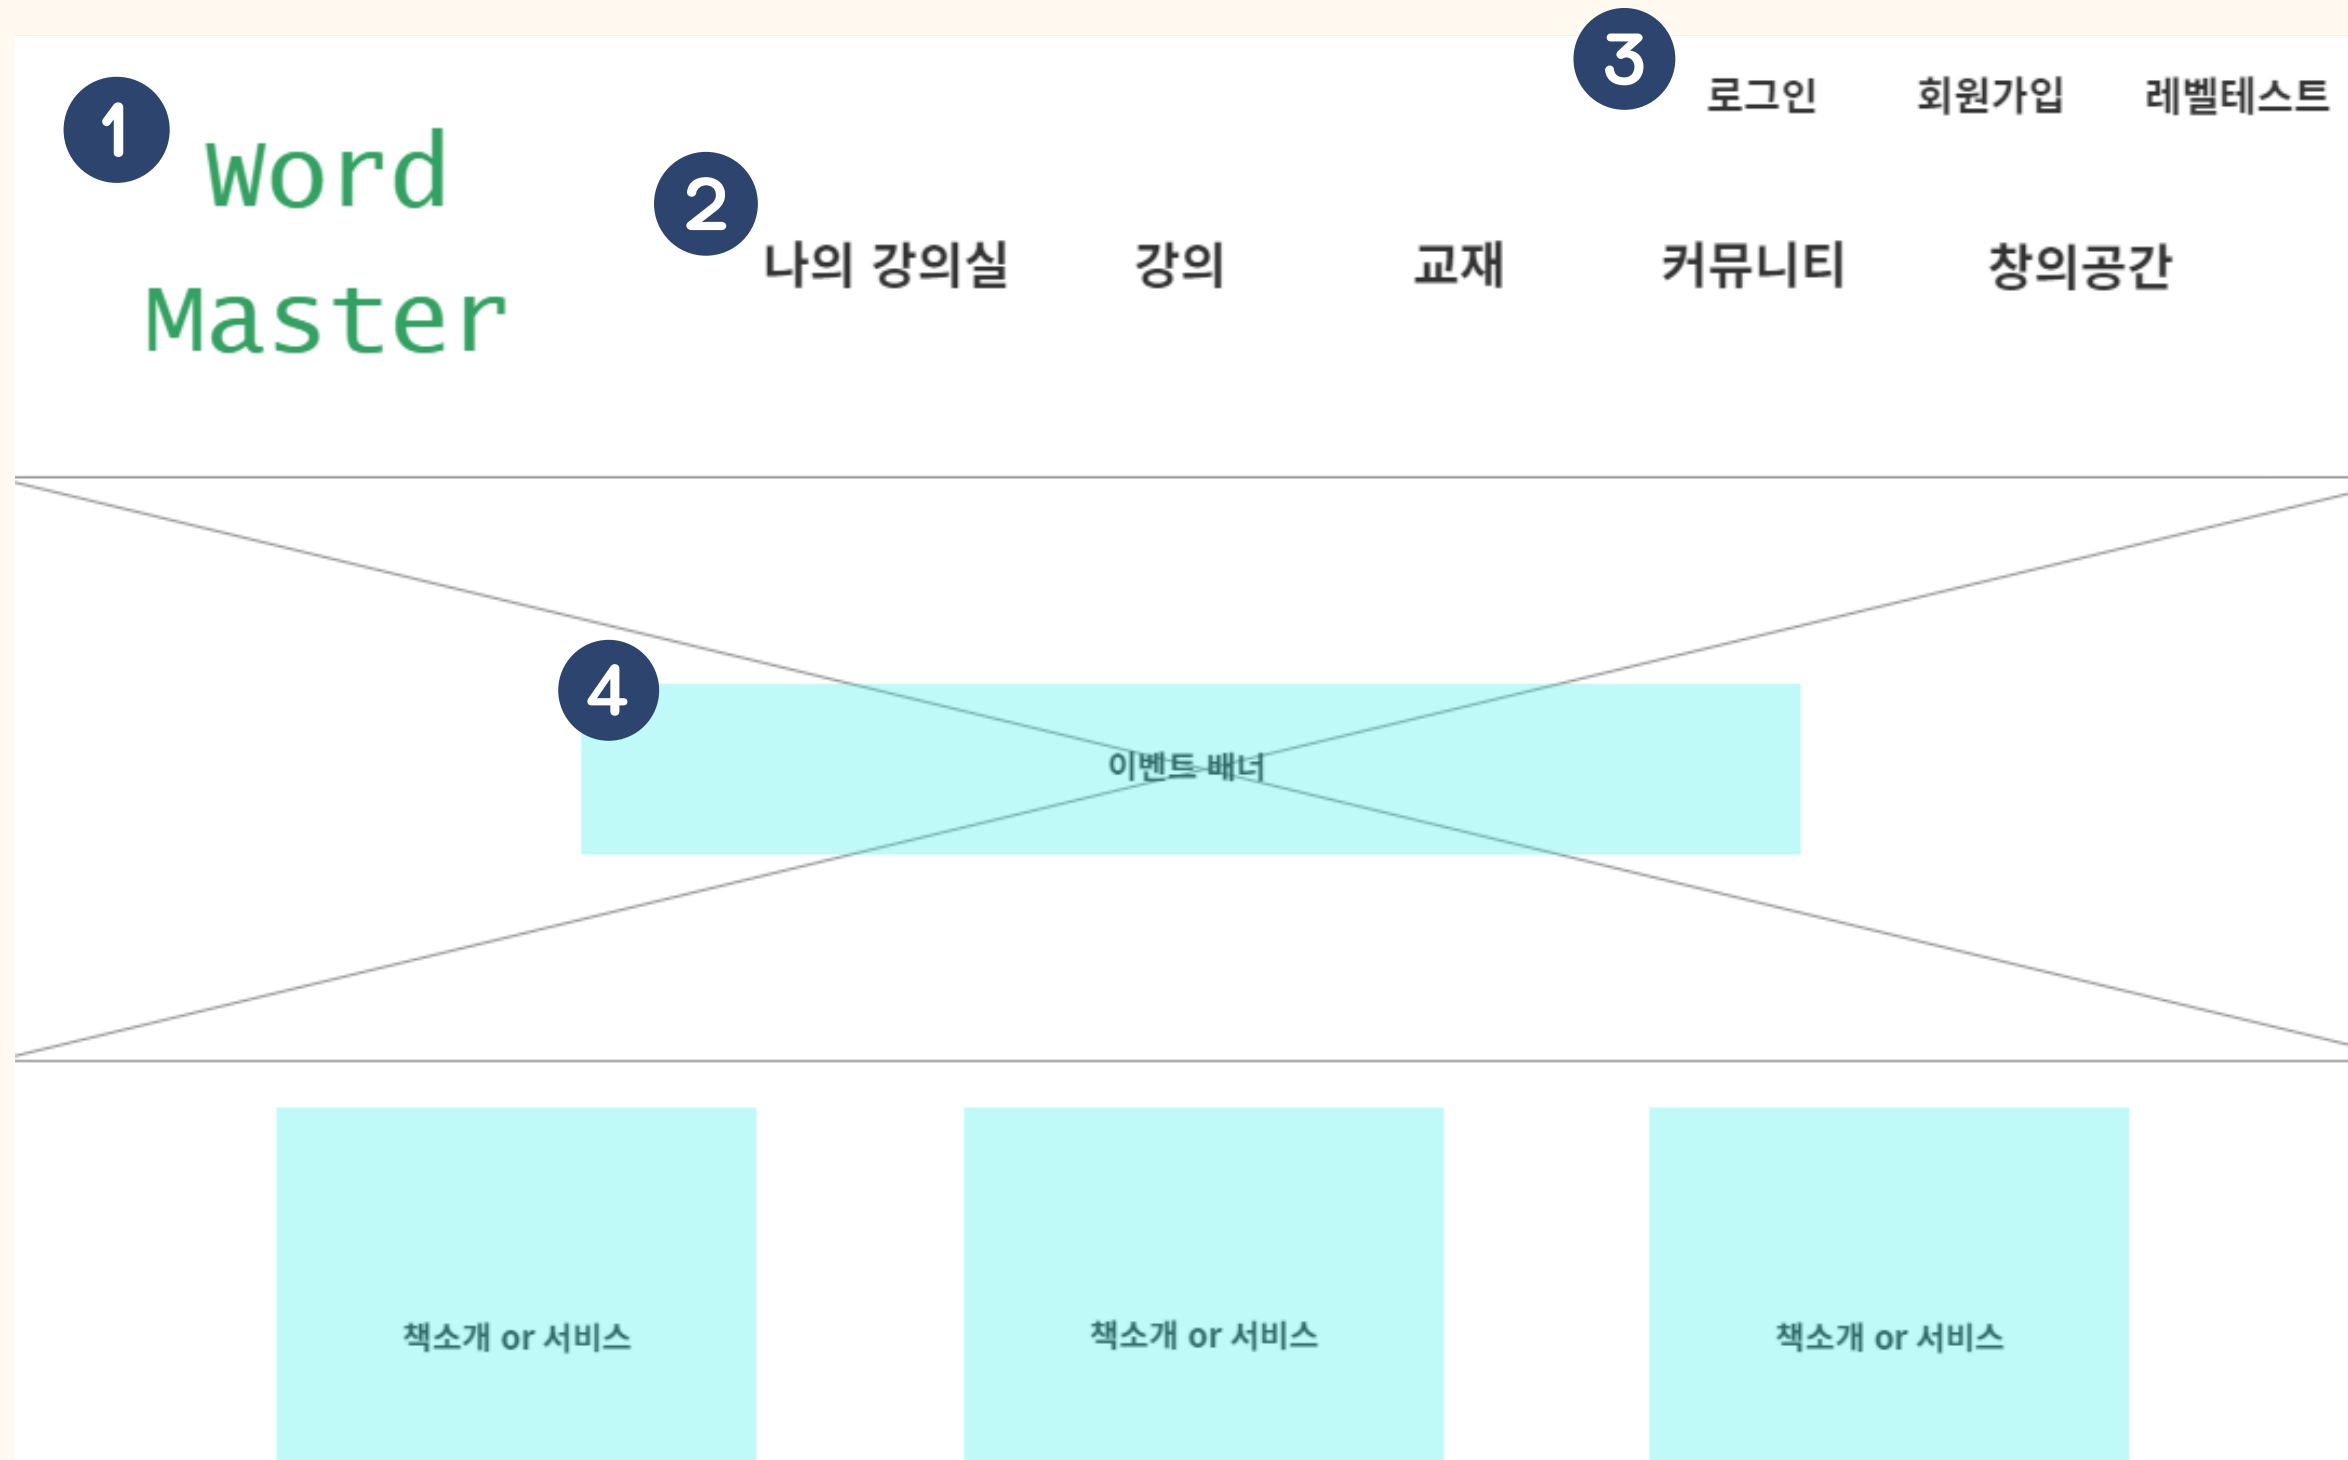 1
Word
Master
3
로그인 회원가입 레벨테스트
2
나의 강의실 강의 교재 커뮤니티 창의공간
4
이벤트 배너
책소개 or 서비스
책소개 or 서비스
책소개 or 서비스